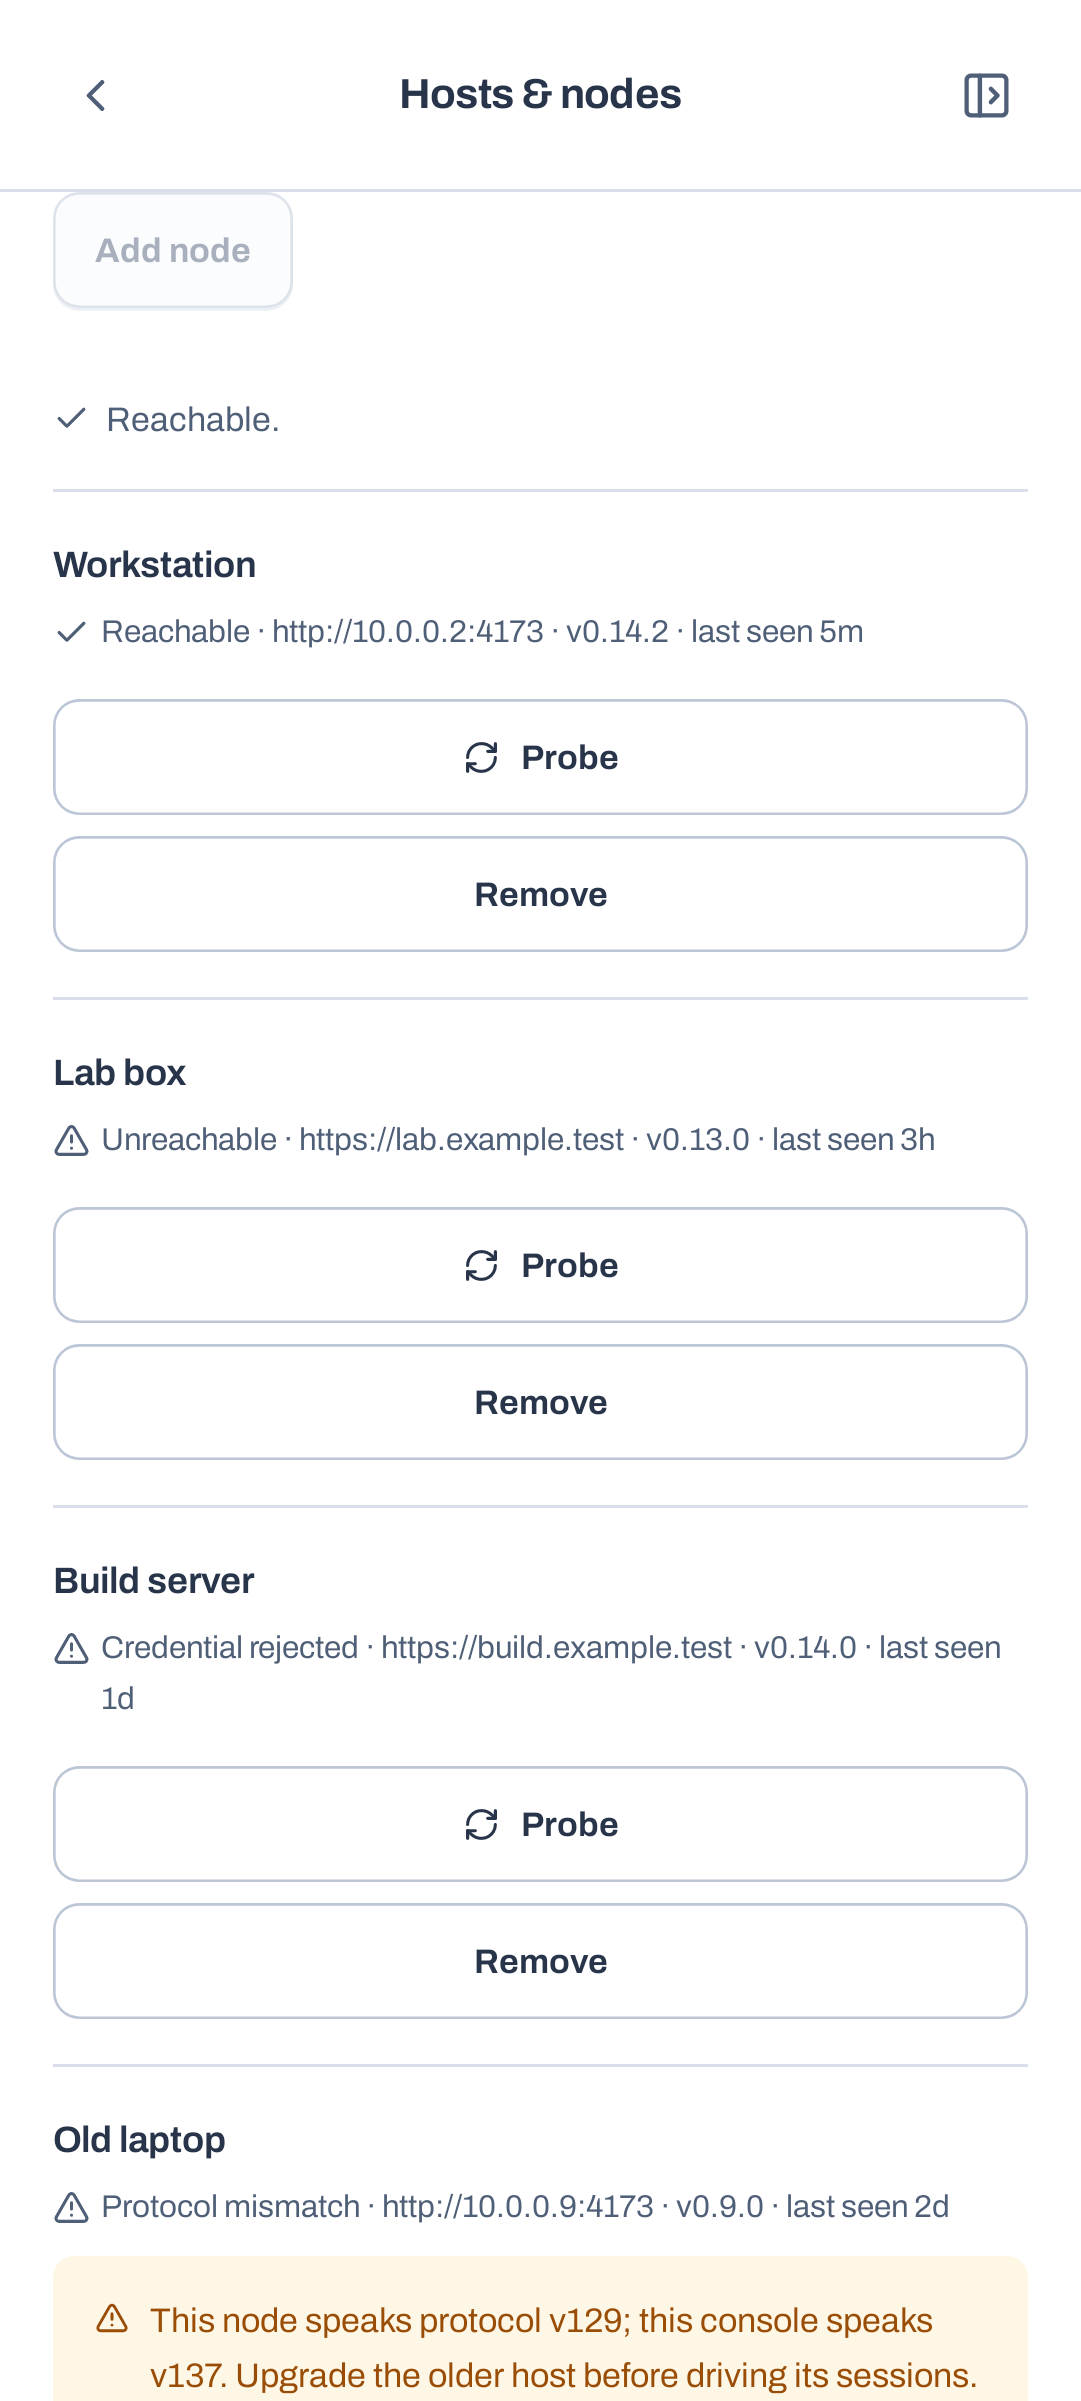 Hosts & nodes
Add node
Reachable.
Workstation
Reachable · http://10.0.0.2:4173 · v0.14.2 · last seen 5m
Probe
Remove
Lab box
Unreachable · https://lab.example.test · v0.13.0 · last seen 3h
Probe
Remove
Build server
Credential rejected · https://build.example.test · v0.14.0 · last seen
1d
Probe
Remove
Old laptop
Protocol mismatch · http://10.0.0.9:4173 · v0.9.0 · last seen 2d
This node speaks protocol v129; this console speaks
v137. Upgrade the older host before driving its sessions.